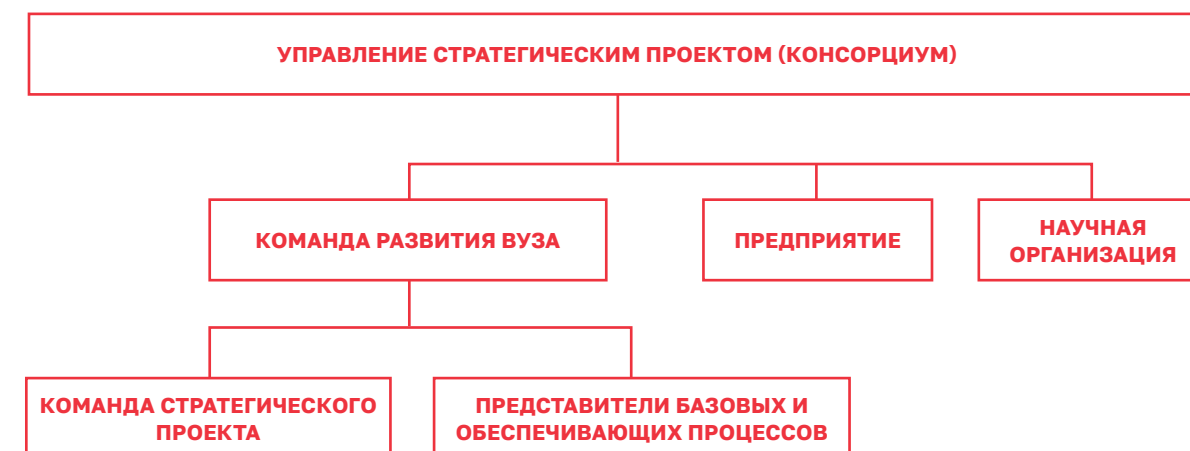 УПРАВЛЕНИЕ СТРАТЕГИЧЕСКИМ ПРОЕКТОМ (КОНСОРЦИУМ)
КОМАНДА РАЗВИТИЯ ВУЗА
ПРЕДПРИЯТИЕ
НАУЧНАЯ
ОРГАНИЗАЦИЯ
КОМАНДА СТРАТЕГИЧЕСКОГО
ПРОЕКТА
ПРЕДСТАВИТЕЛИ БАЗОВЫХ И
ОБЕСПЕЧИВАЮЩИХ ПРОЦЕССОВ